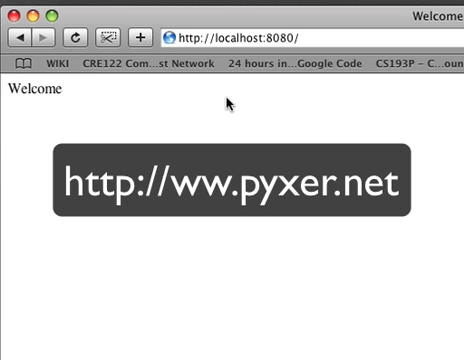 Welcome
http://localhost:8080/
WIKI CRE122 Com...st Network 24 hours in...Google Code CS193P - C...oun
Welcome
http://ww.pyxer.net